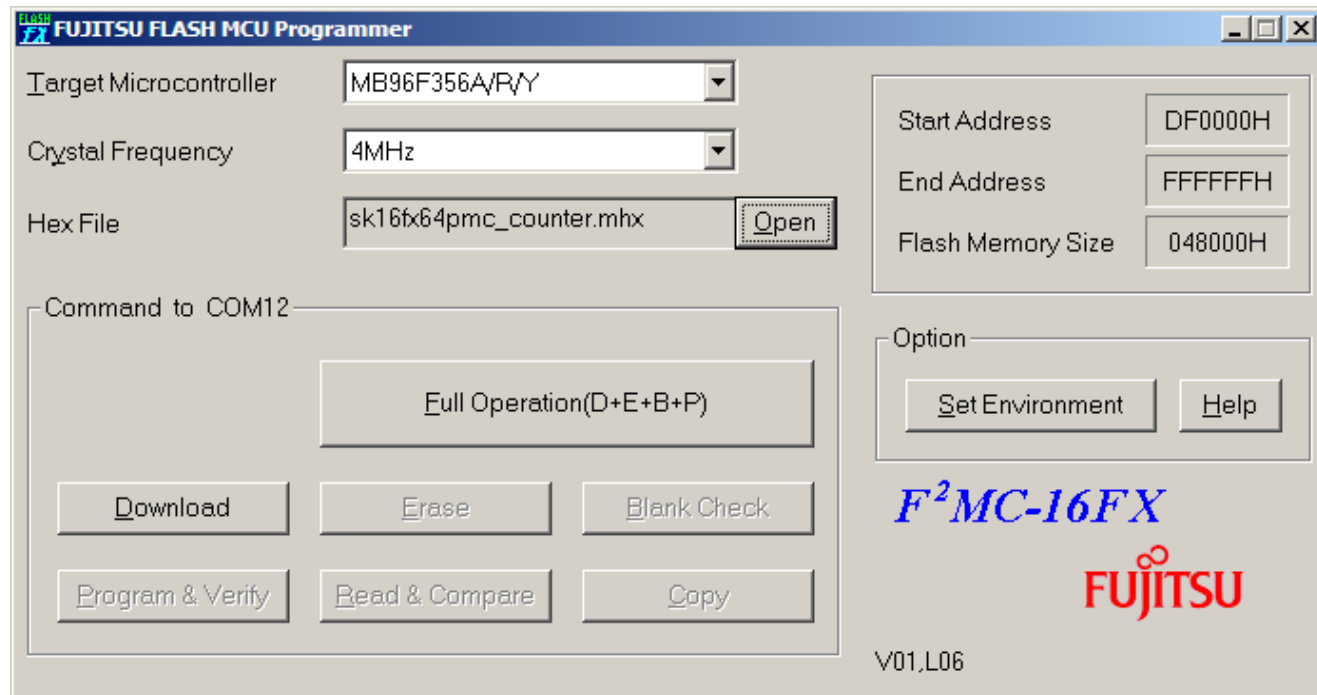 FLASH
FX
FUJITSU FLASH MCU Programmer
Target Microcontroller
MB96F356A/R/Y
Crystal Frequency
4MHz
Hex File
sk16fx64pmc_counter.mhx
Open
Start Address
DF0000H
End Address
FFFFFFH
Flash Memory Size
048000H
Command to COM12
Full Operation(D+E+B+P)
Download
Erase
Blank Check
Program & Verify
Read & Compare
Copy
Option
Set Environment
Help
F²MC-16FX
FUJITSU
V01,L06